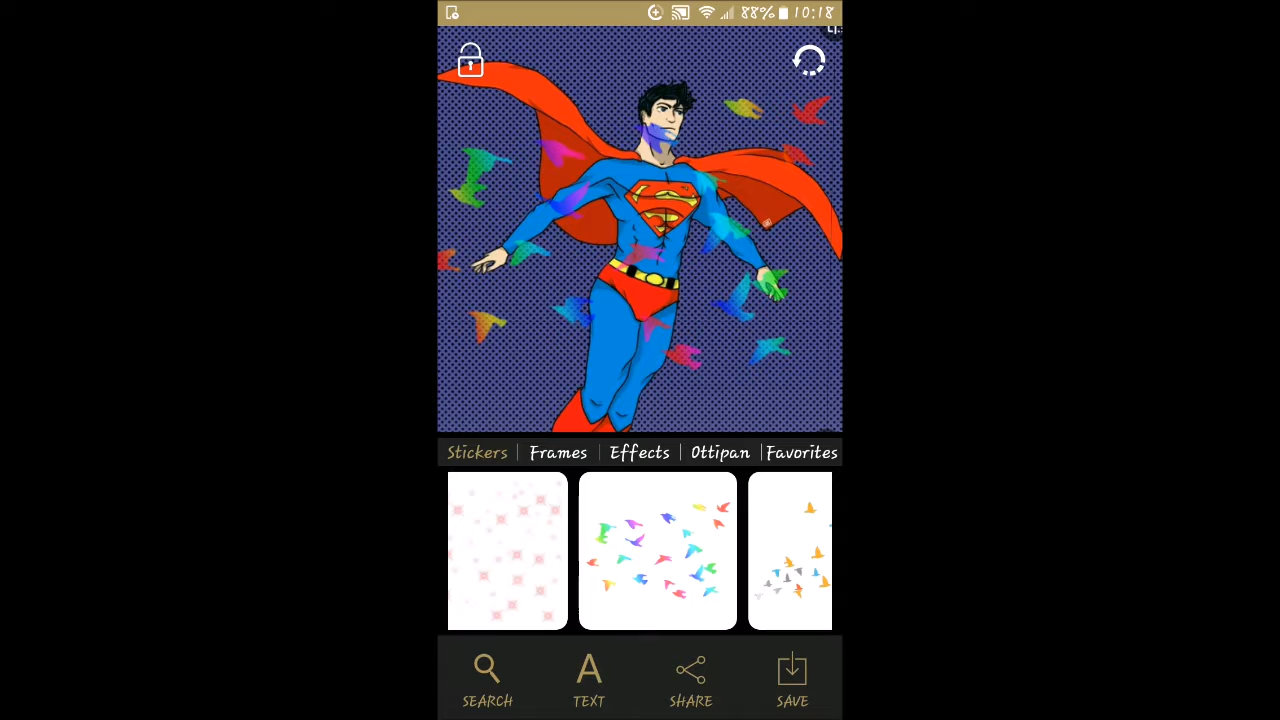 88% 10:18
Stickers Frames Effects Ottipan Favorites
SEARCH TEXT SHARE SAVE